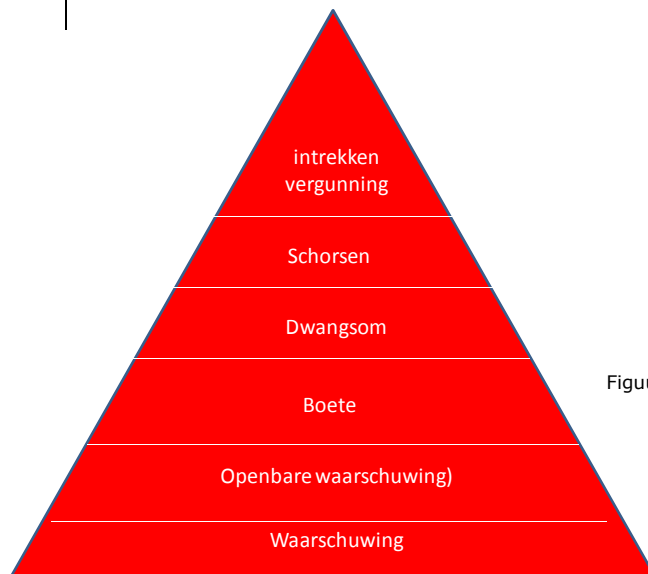 intrekken
vergunning
Schorsen
Dwangsom
Boete
Openbare waarschuwing)
Waarschuwing